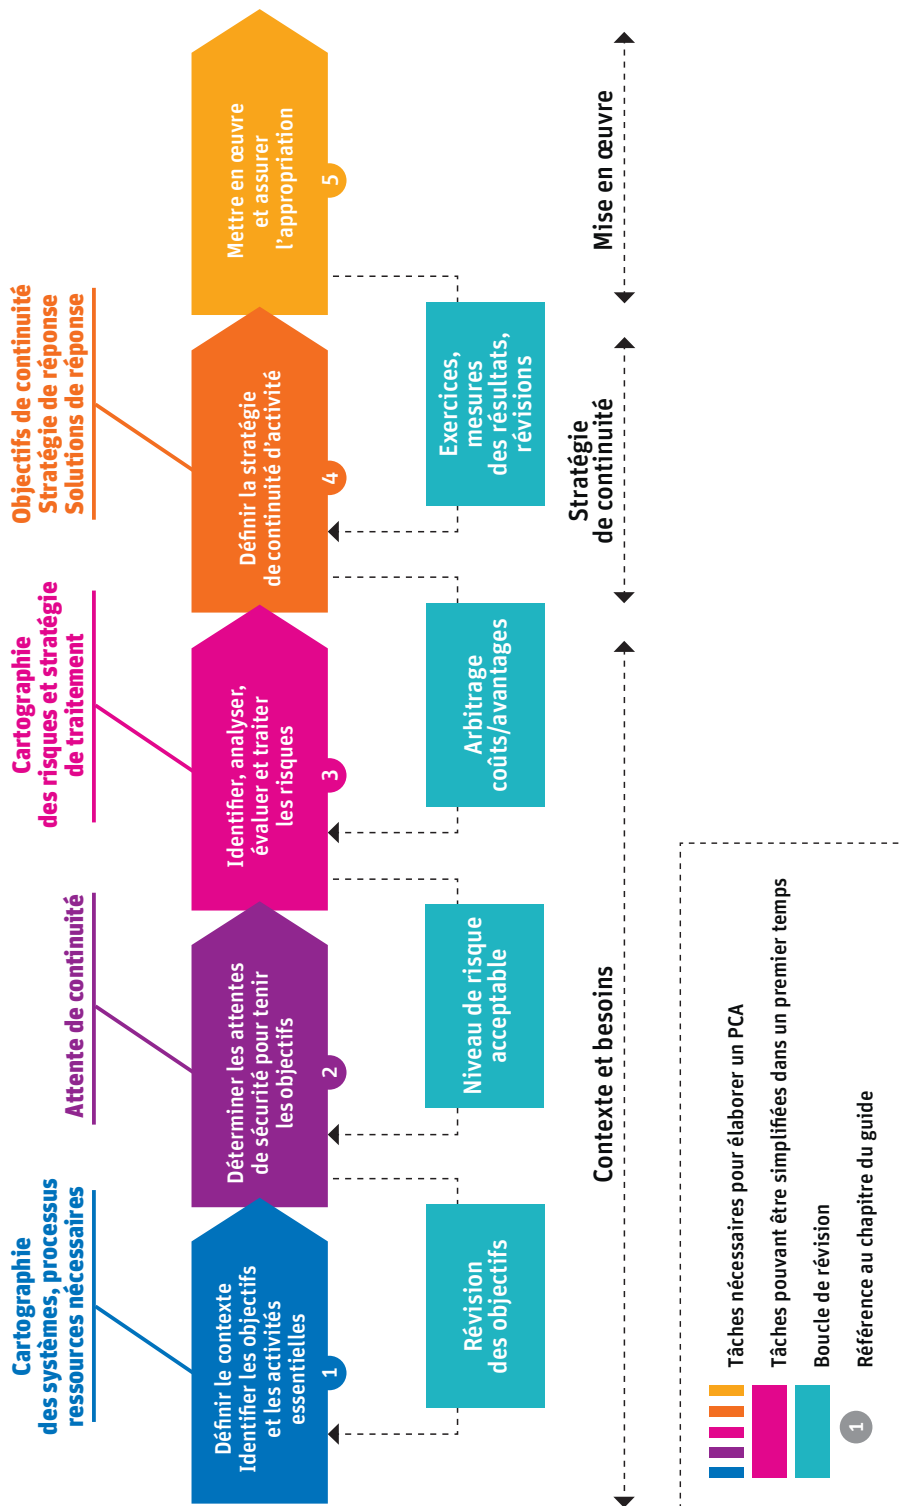 Cartographie
des systèmes, processus
ressources nécessaires
Attente de continuité
Cartographie
des risques et stratégie
de traitement
Objectifs de continuité
Stratégie de réponse
Solutions de réponse
Définir le contexte
Identifier les objectifs
et les activités
essentielles
1
Déterminer les attentes
de sécurité pour tenir
les objectifs
2
Identifier, analyser,
évaluer et traiter
les risques
3
Définir la stratégie
de continuité d'activité
4
Mettre en œuvre
et assurer
l'appropriation
5
Révision
des objectifs
Niveau de risque
acceptable
Arbitrage
coûts/avantages
Exercices,
mesures
des résultats,
révisions
Contexte et besoins
Stratégie
de continuité
Mise en œuvre
Tâches nécessaires pour élaborer un PCA
Tâches pouvant être simplifiées dans un premier temps
Boucle de révision
1 Référence au chapitre du guide